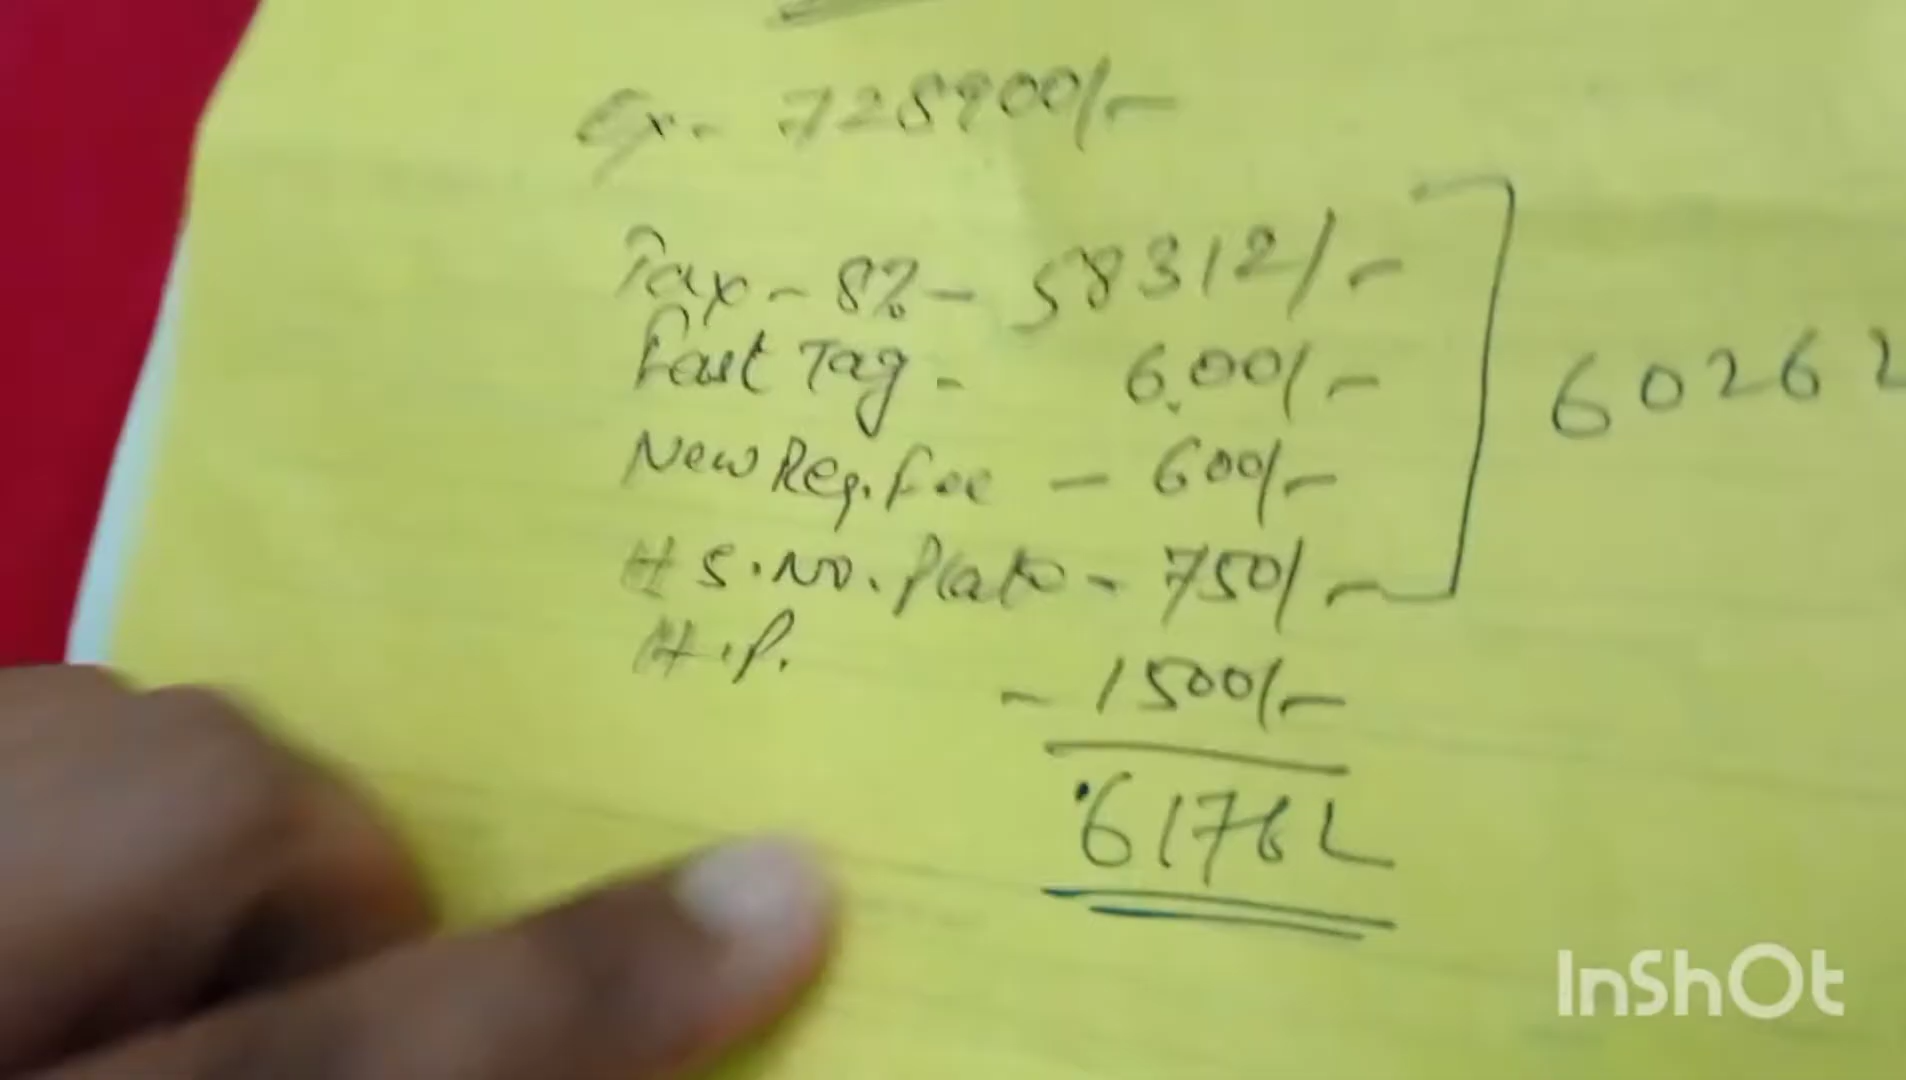 Ex- 728900/-
Tax - 8% - 58312/-
Fast Tag - 600/-
New Reg. fee - 600/-
H S. No. Plate - 750/-
60262
H.P. - 1500/-
61762
InShOt